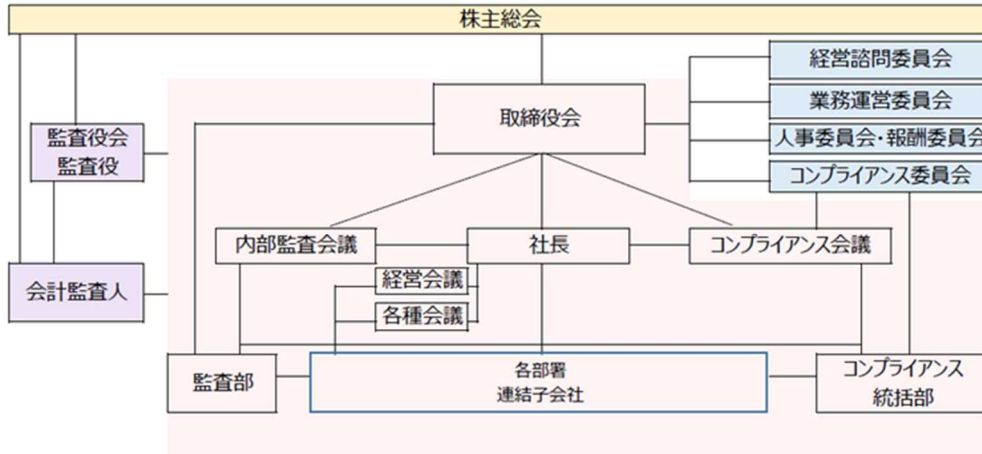 株主総会
経営諮問委員会
業務運営委員会
人事委員会・報酬委員会
コンプライアンス委員会
取締役会
監査役会
監査役
内部監査会議
社長
コンプライアンス会議
経営会議
各種会議
会計監査人
監査部
各部署
連結子会社
コンプライアンス
統括部